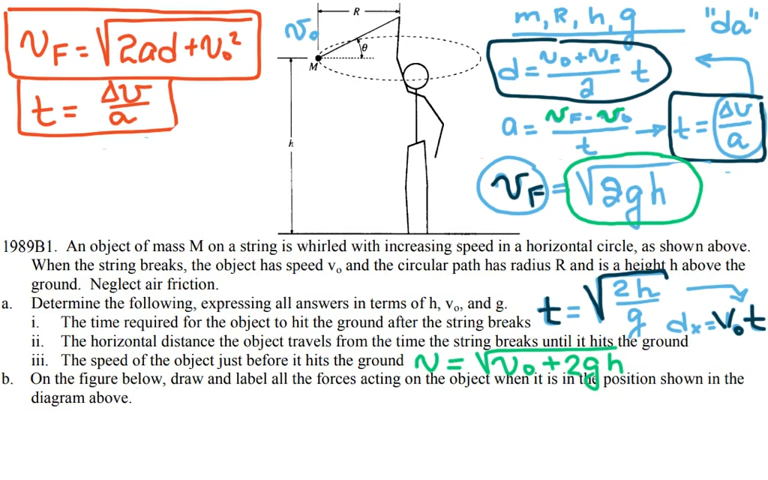 v_F = √2ad + v_o²
t = Δv/a
v_o
R
θ
M
h
m, R, h, g "da"
d = v_o + v_F / 2 t
a = v_F - v_o / t → t = (Δv/a)
v_F = √2gh
1989B1. An object of mass M on a string is whirled with increasing speed in a horizontal circle, as shown above.
When the string breaks, the object has speed v_o and the circular path has radius R and is a height h above the
ground. Neglect air friction.
a. Determine the following, expressing all answers in terms of h, v_o, and g.
i. The time required for the object to hit the ground after the string breaks t = √2h/g
ii. The horizontal distance the object travels from the time the string breaks until it hits the ground d_x = v_o t
iii. The speed of the object just before it hits the ground v = √v_o + 2gh
b. On the figure below, draw and label all the forces acting on the object when it is in the position shown in the
diagram above.